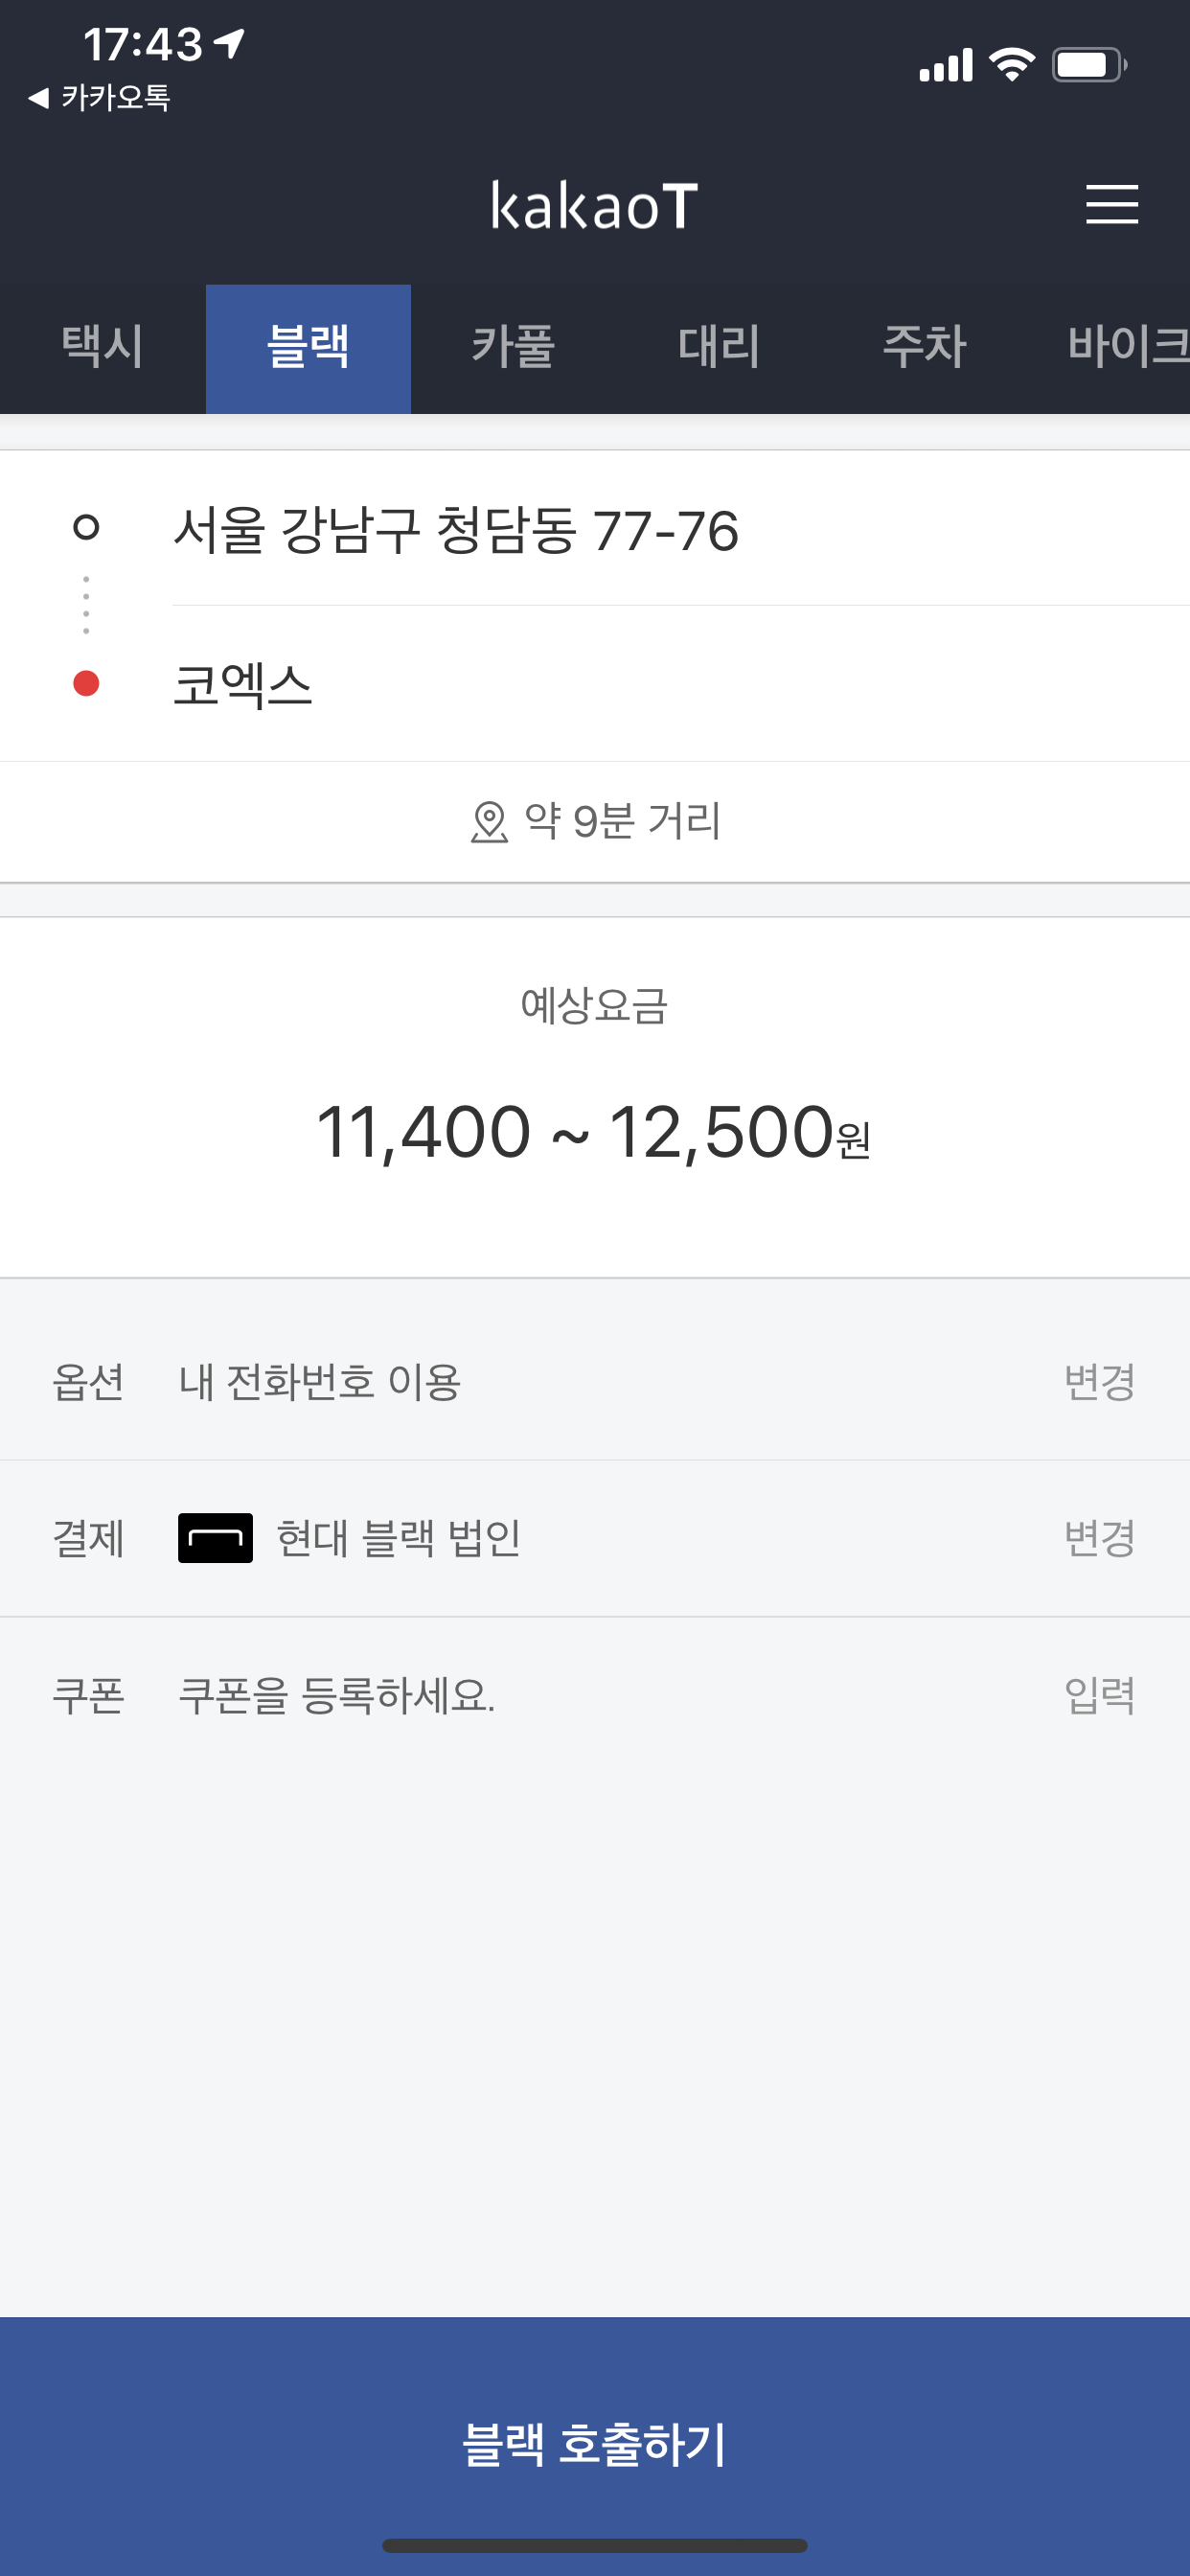 17:43
카카오톡
kakaoT
택시 블랙 카풀 대리 주차 바이크
서울 강남구 청담동 77-76
코엑스
약 9분 거리
예상요금
11,400 ~ 12,500원
옵션 내 전화번호 이용 변경
결제 현대 블랙 법인 변경
쿠폰 쿠폰을 등록하세요. 입력
블랙 호출하기